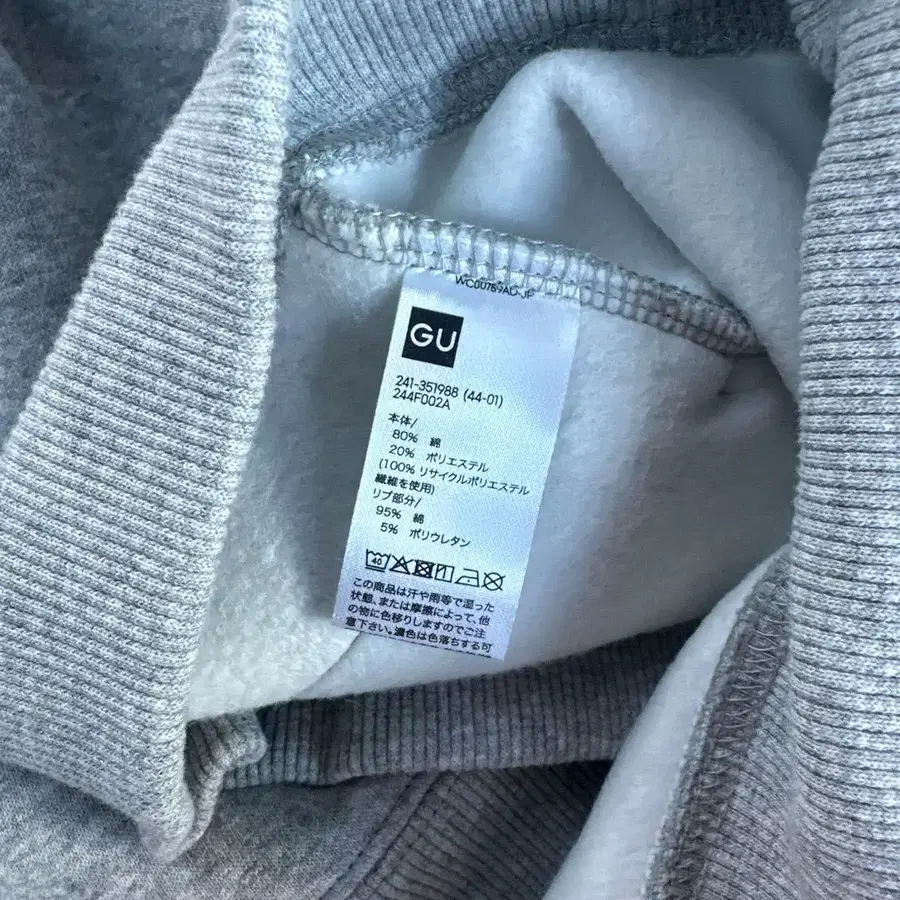 WC00759AD-JP
GU
241-351988 (44-01)
244F002A
本体/
80% 綿
20% ポリエステル
(100% リサイクルポリエステル
繊維を使用)
リブ部分/
95% 綿
5% ポリウレタン
40
この商品は汗や雨等で湿った
状態、または摩擦によって、他
の物に色移りしますのでご注
意下さい。濃色は色落ちする可